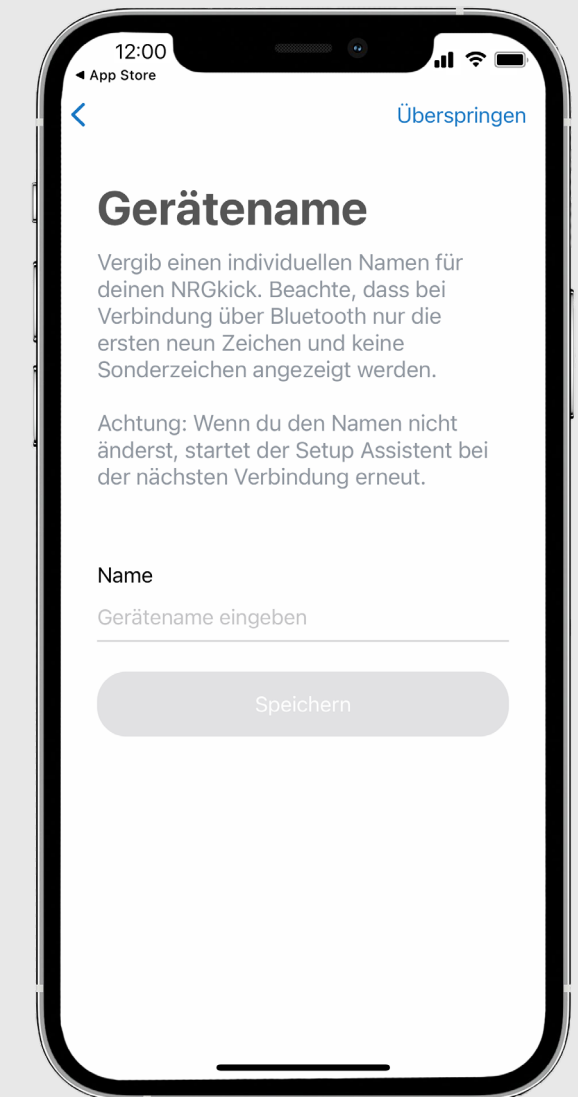 12:00
◀ App Store
Überspringen
Gerätename
Vergib einen individuellen Namen für
deinen NRGkick. Beachte, dass bei
Verbindung über Bluetooth nur die
ersten neun Zeichen und keine
Sonderzeichen angezeigt werden.
Achtung: Wenn du den Namen nicht
änderst, startet der Setup Assistent bei
der nächsten Verbindung erneut.
Name
Gerätename eingeben
Speichern